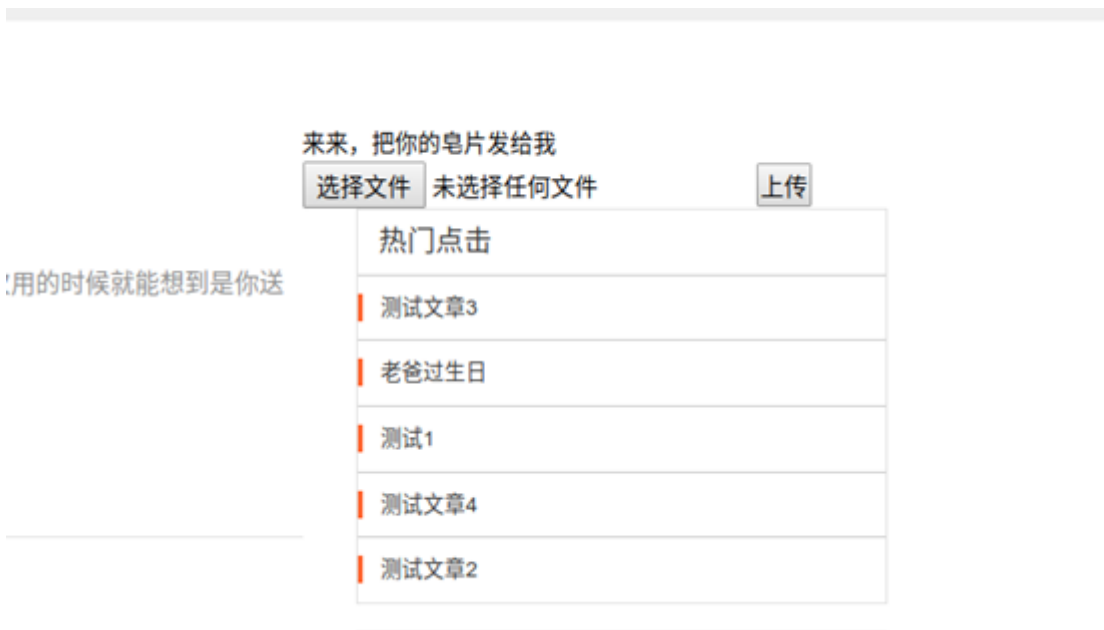 来来，把你的皂片发给我
选择文件 未选择任何文件 上传
热门点击
用的时候就能想到是你送
测试文章3
老爸过生日
测试1
测试文章4
测试文章2